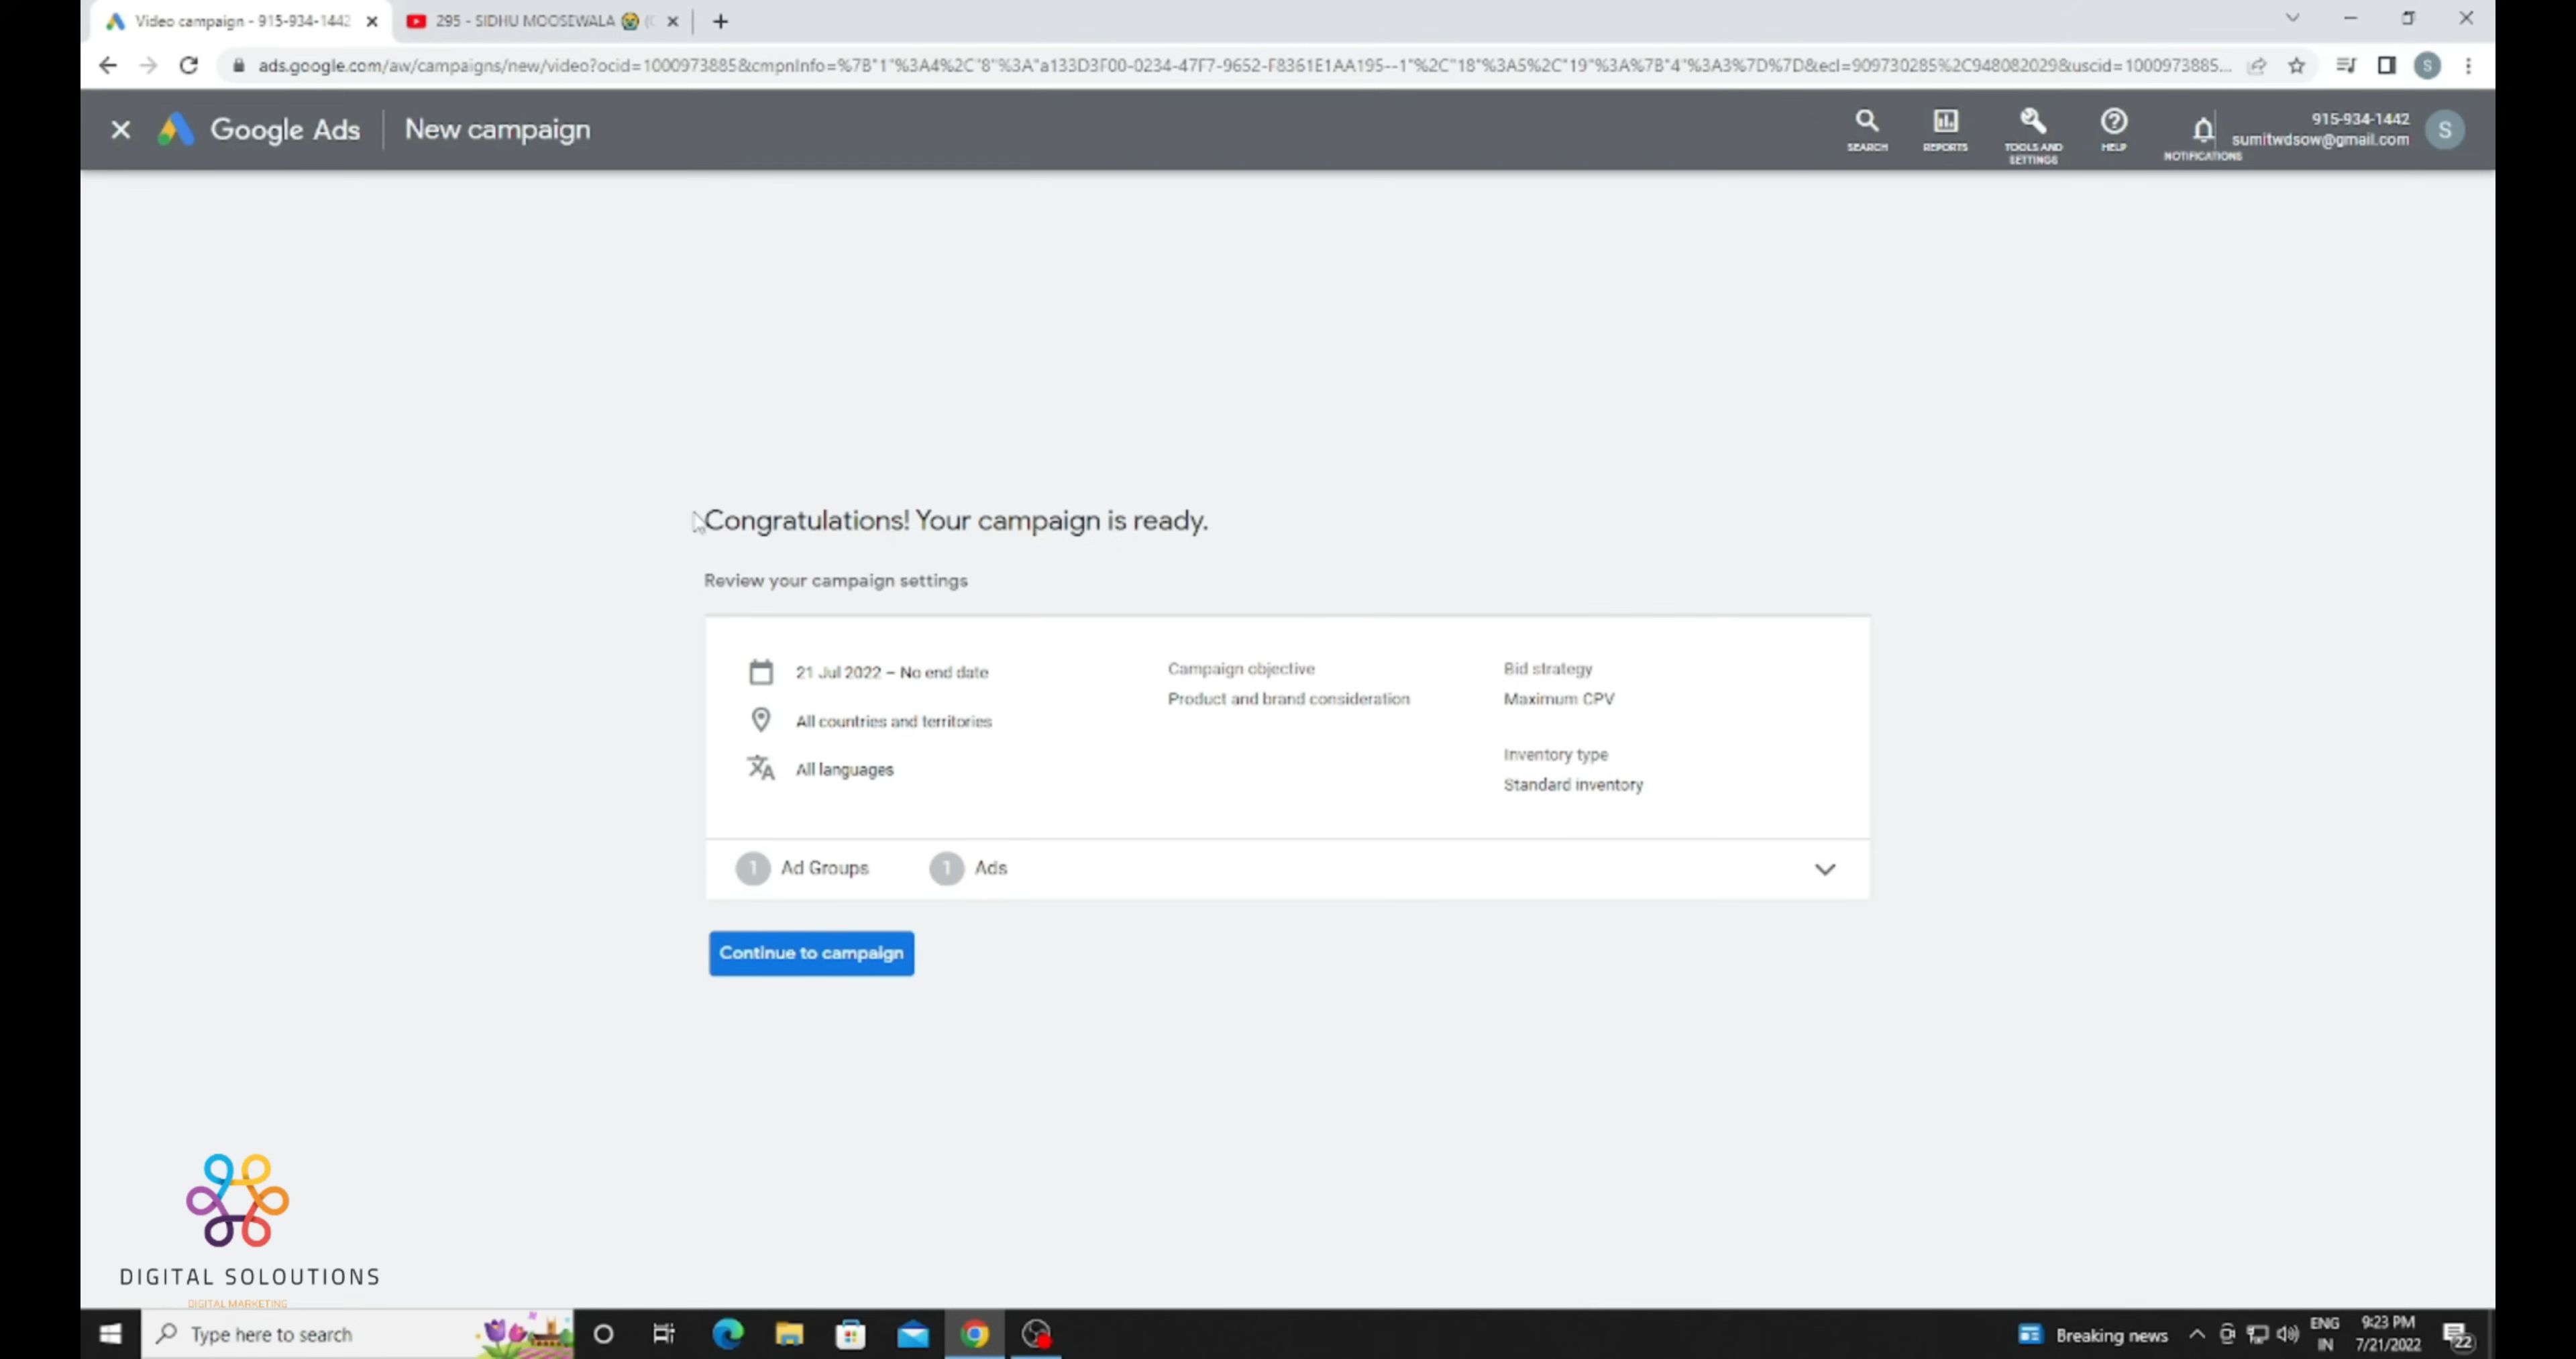 Video campaign - 915-934-1442
295 - SIDHU MOOSEWALA 😭 (
ads.google.com/aw/campaigns/new/video?ocid=1000973885&cmpnInfo=%7B"1"%3A4%2C"8"%3A"a133D3F00-0234-47F7-9652-F8361E1AA195--1"%2C"18"%3A5%2C"19"%3A%7B"4"%3A3%7D%7D&ecl=909730285%2C948082029&uscid=1000973885...
S
Google Ads
New campaign
SEARCH
REPORTS
TOOLS AND SETTINGS
HELP
NOTIFICATIONS
915-934-1442
sumitwdsow@gmail.com
S
Congratulations! Your campaign is ready.
Review your campaign settings
21 Jul 2022 – No end date
All countries and territories
All languages
Campaign objective
Product and brand consideration
Bid strategy
Maximum CPV
Inventory type
Standard inventory
1 Ad Groups
1 Ads
Continue to campaign
DIGITAL SOLOUTIONS
DIGITAL MARKETING
Type here to search
Breaking news
ENG
IN
9:23 PM
7/21/2022
22